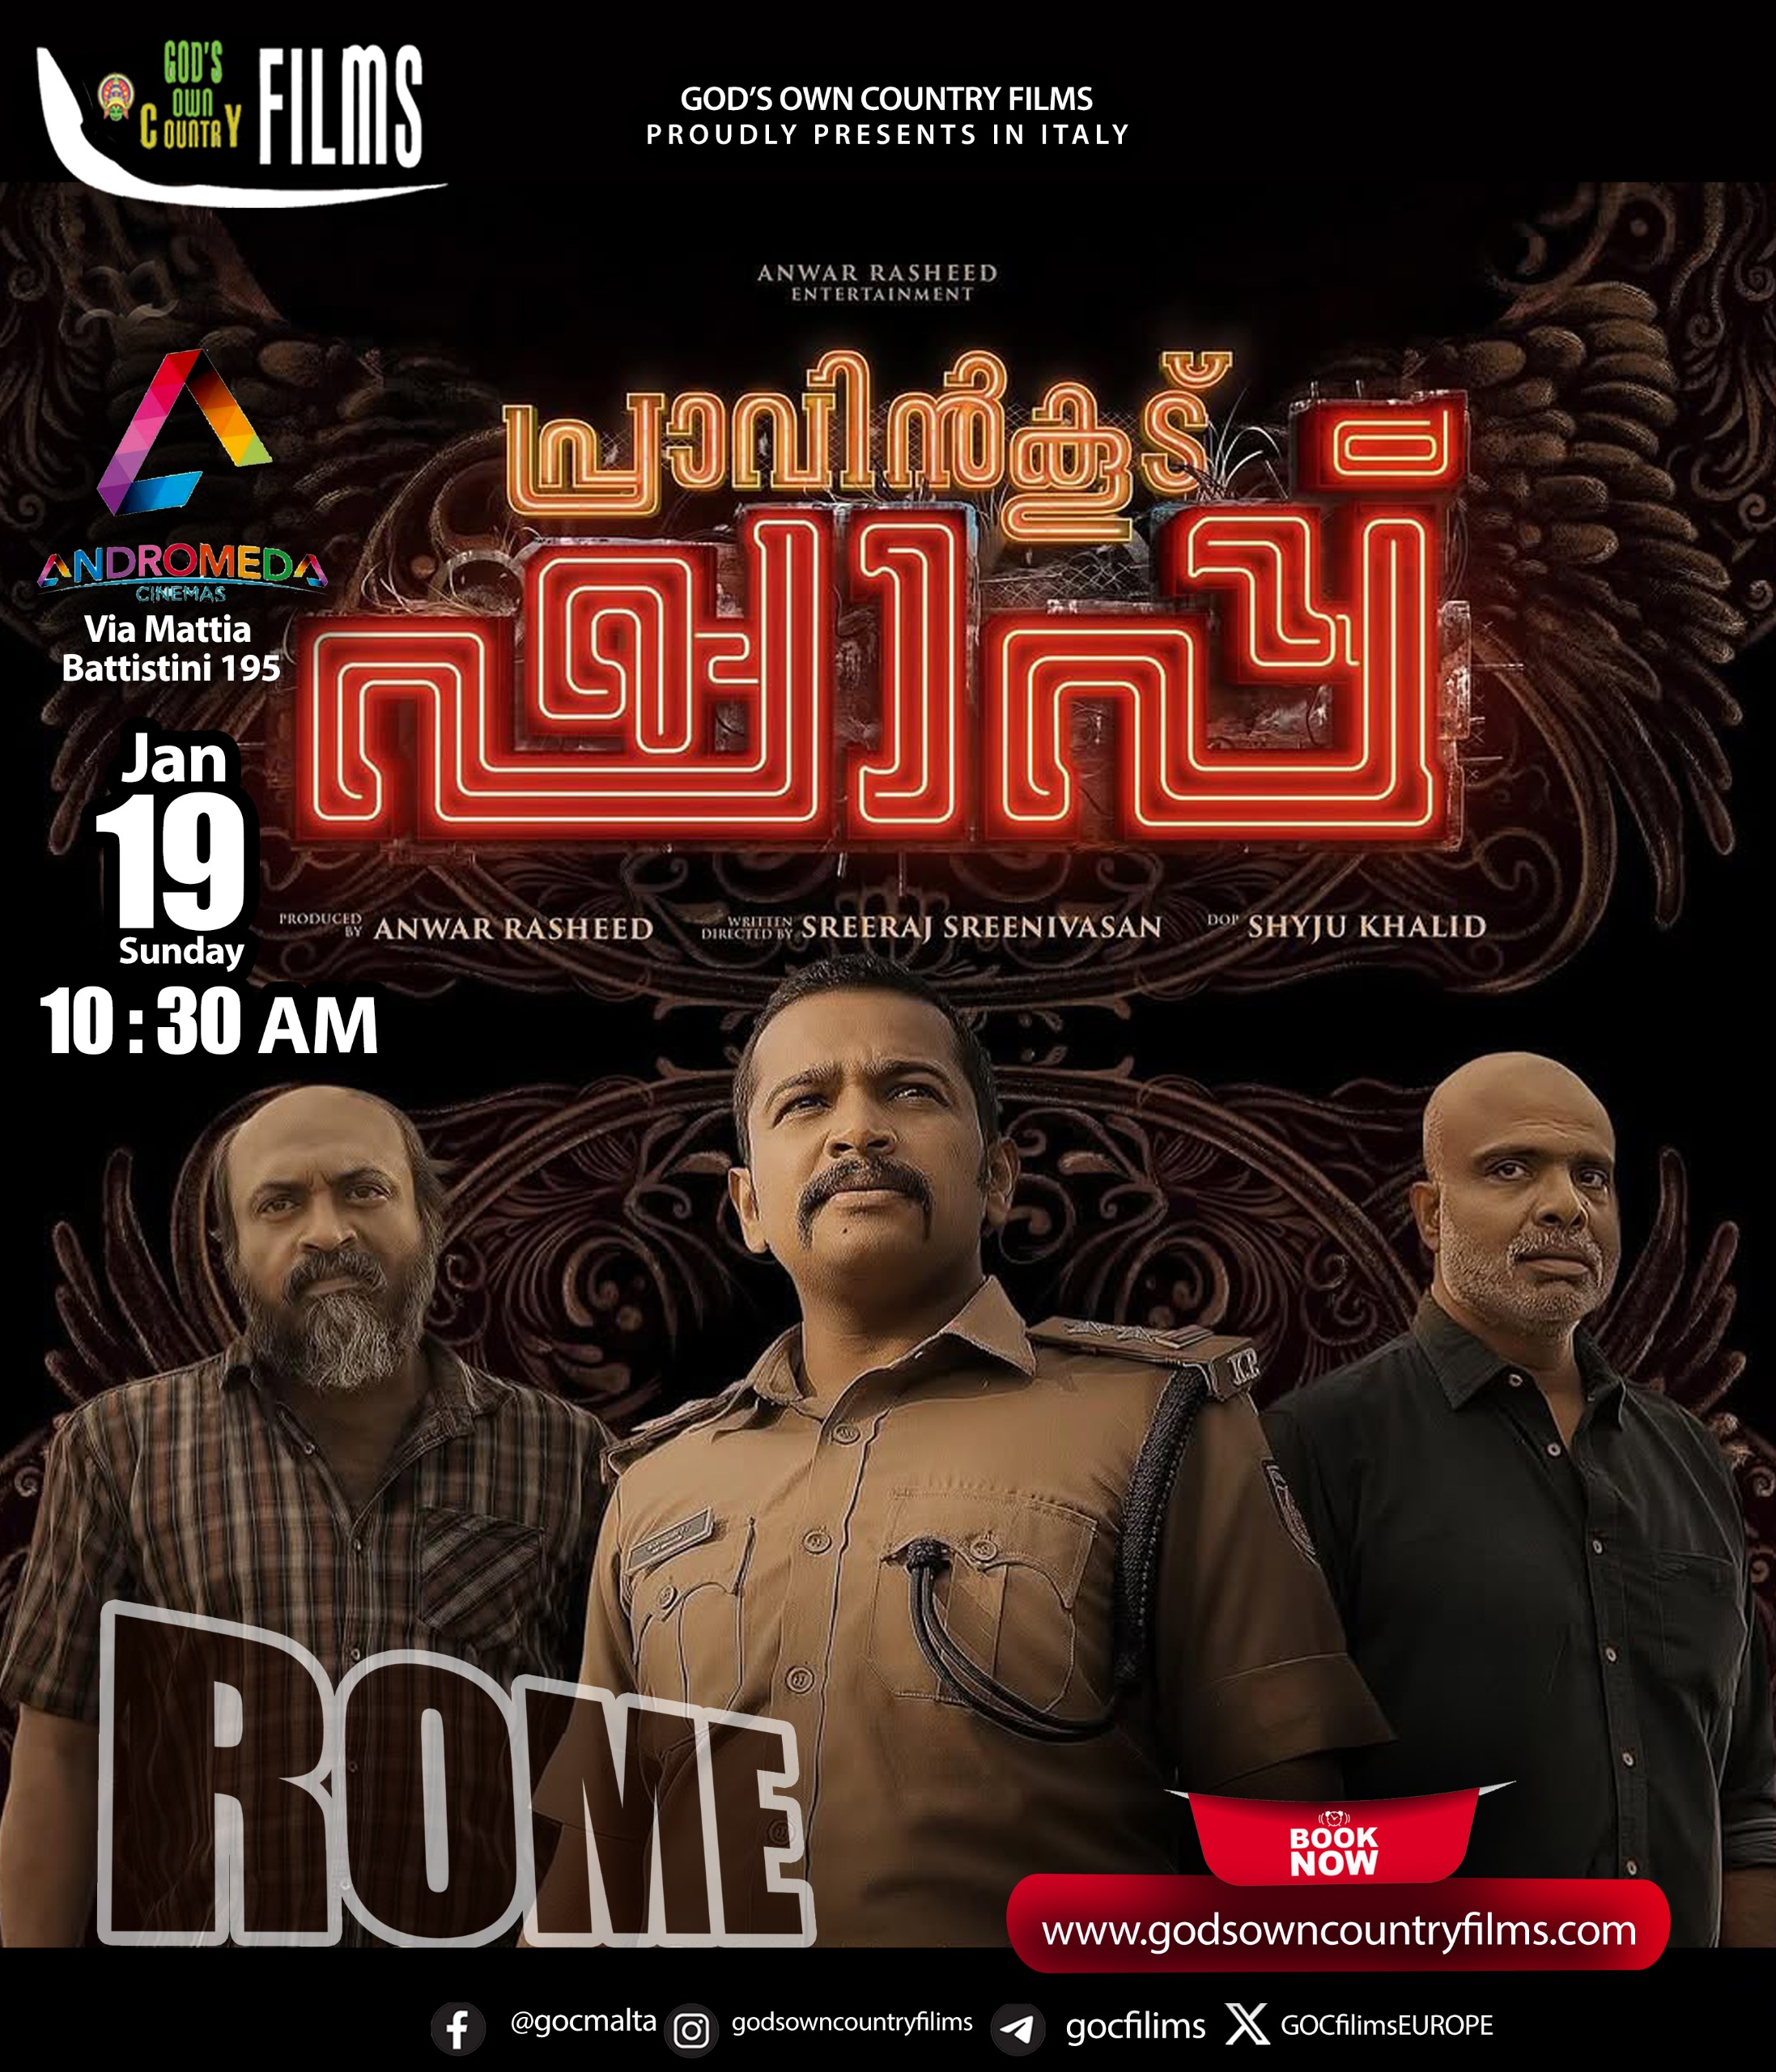 GOD'S
OWN
COUNTRY
FILMS
GOD'S OWN COUNTRY FILMS
PROUDLY PRESENTS IN ITALY
ANWAR RASHEED
ENTERTAINMENT
പ്രാവിൻകൂട്
ഷാപ്പ്
ANDROMEDA
CINEMAS
Via Mattia
Battistini 195
Jan
19
Sunday
10 : 30 AM
PRODUCED BY ANWAR RASHEED
WRITTEN DIRECTED BY SREERAJ SREENIVASAN
DOP SHYJU KHALID
K.P.
ROME
BOOK
NOW
www.godsowncountryfilms.com
@gocmalta
godsowncountryfilims
gocfilims
GOCfilimsEUROPE